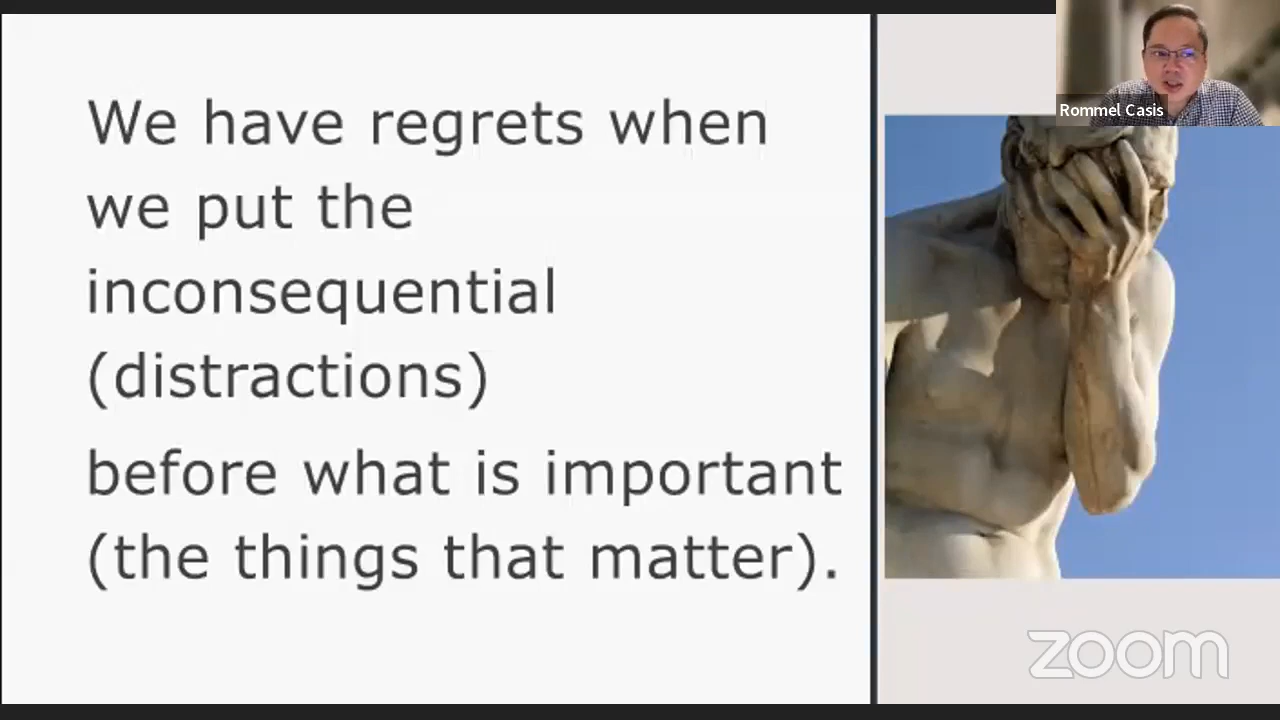 We have regrets when
we put the
inconsequential
(distractions)
before what is important
(the things that matter).
Rommel Casis
zoom